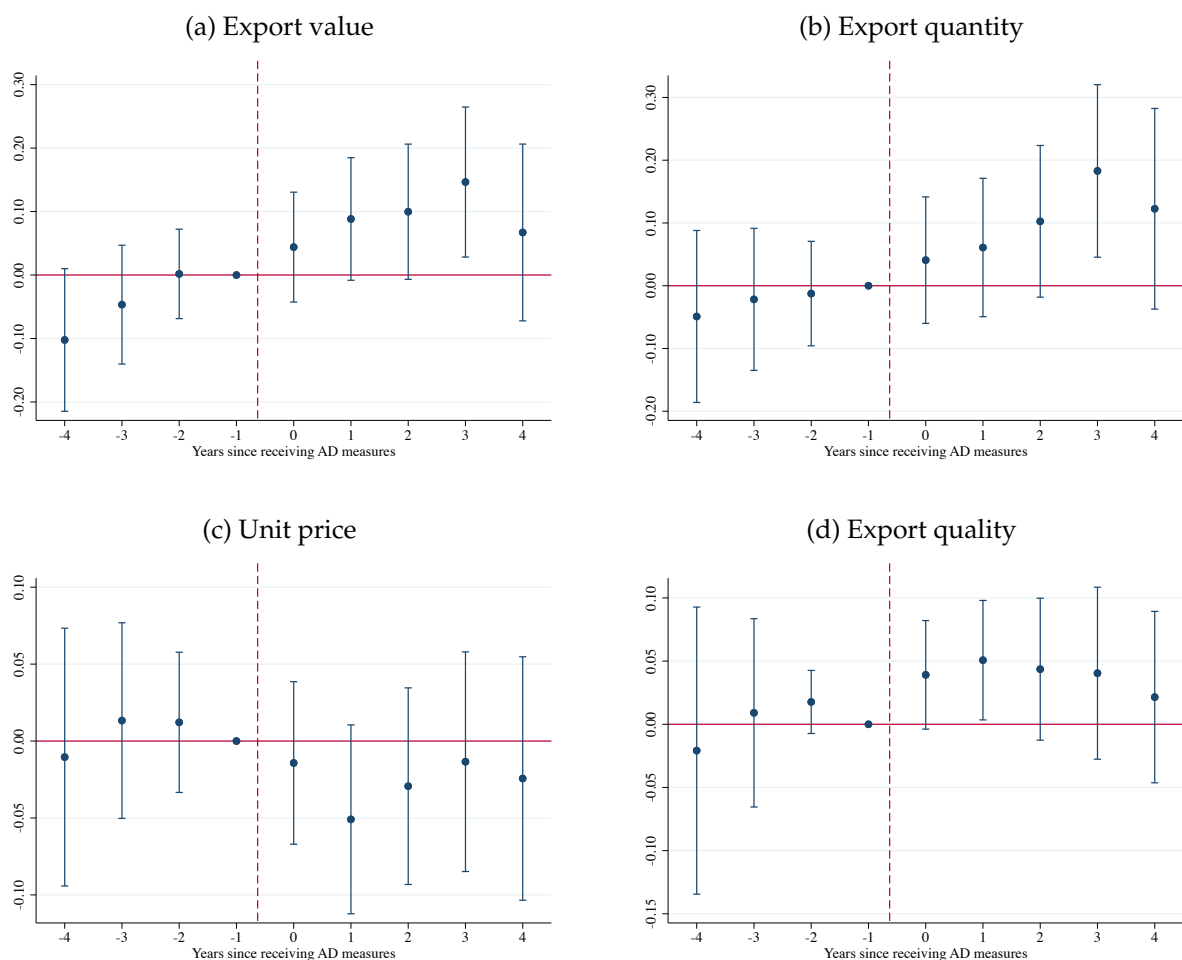 (a) Export value
0.30
0.20
0.10
0.00
-0.10
-0.20
-4 -3 -2 -1 0 1 2 3 4
Years since receiving AD measures
(b) Export quantity
0.30
0.20
0.10
0.00
-0.10
-0.20
-4 -3 -2 -1 0 1 2 3 4
Years since receiving AD measures
(c) Unit price
0.10
0.05
0.00
-0.05
-0.10
-4 -3 -2 -1 0 1 2 3 4
Years since receiving AD measures
(d) Export quality
0.10
0.05
0.00
-0.05
-0.10
-0.15
-4 -3 -2 -1 0 1 2 3 4
Years since receiving AD measures